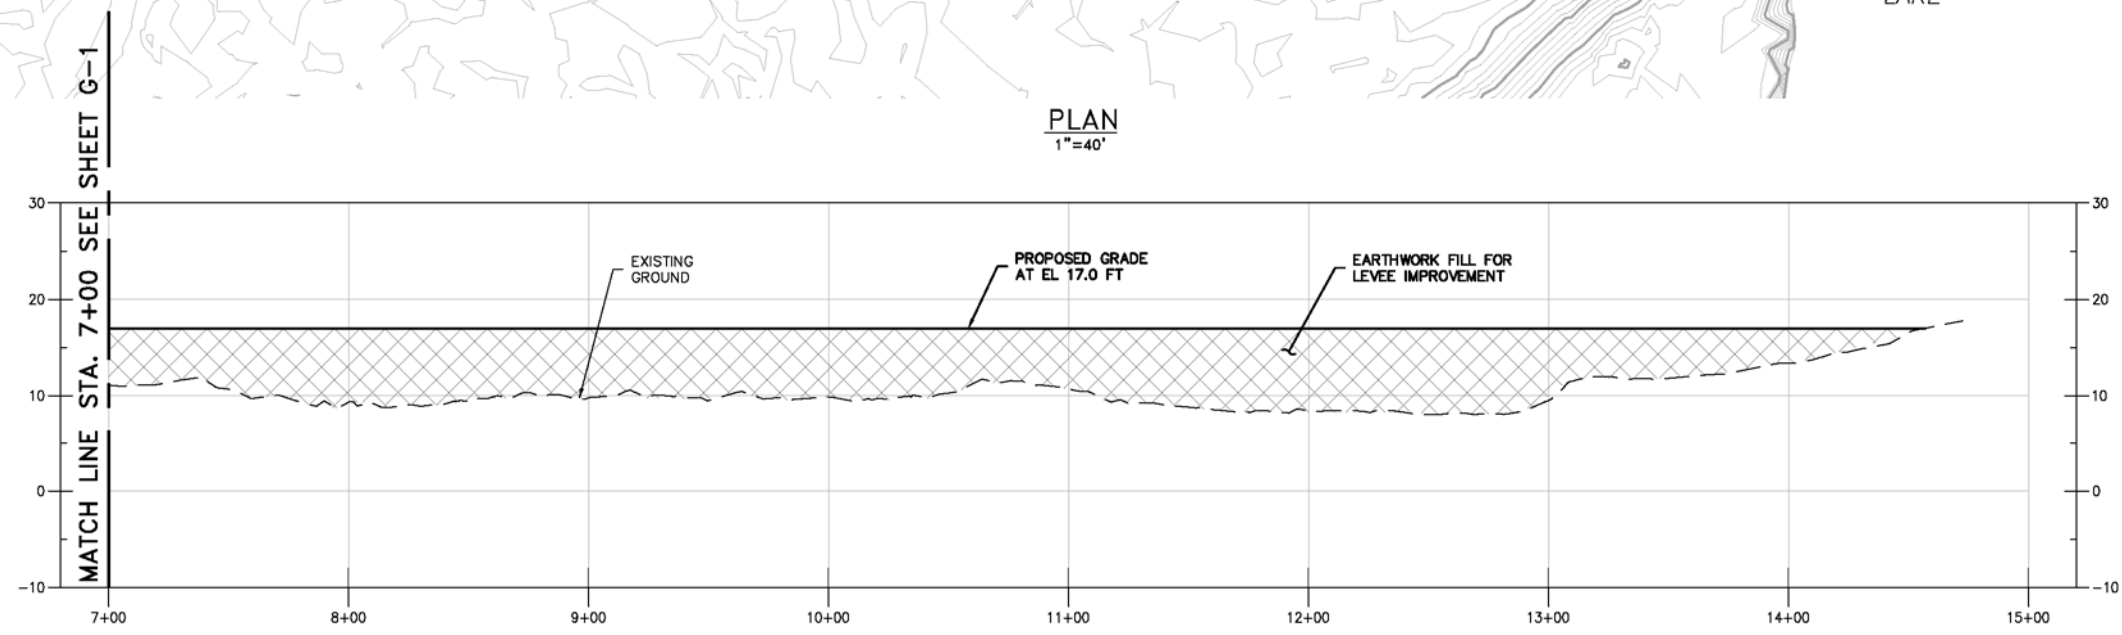 PLAN
1"=40'
MATCH LINE STA. 7+00 SEE SHEET G-1
30
20
10
0
-10
EXISTING
GROUND
PROPOSED GRADE
AT EL 17.0 FT
EARTHWORK FILL FOR
LEVEE IMPROVEMENT
30
20
10
0
-10
7+00
8+00
9+00
10+00
11+00
12+00
13+00
14+00
15+00